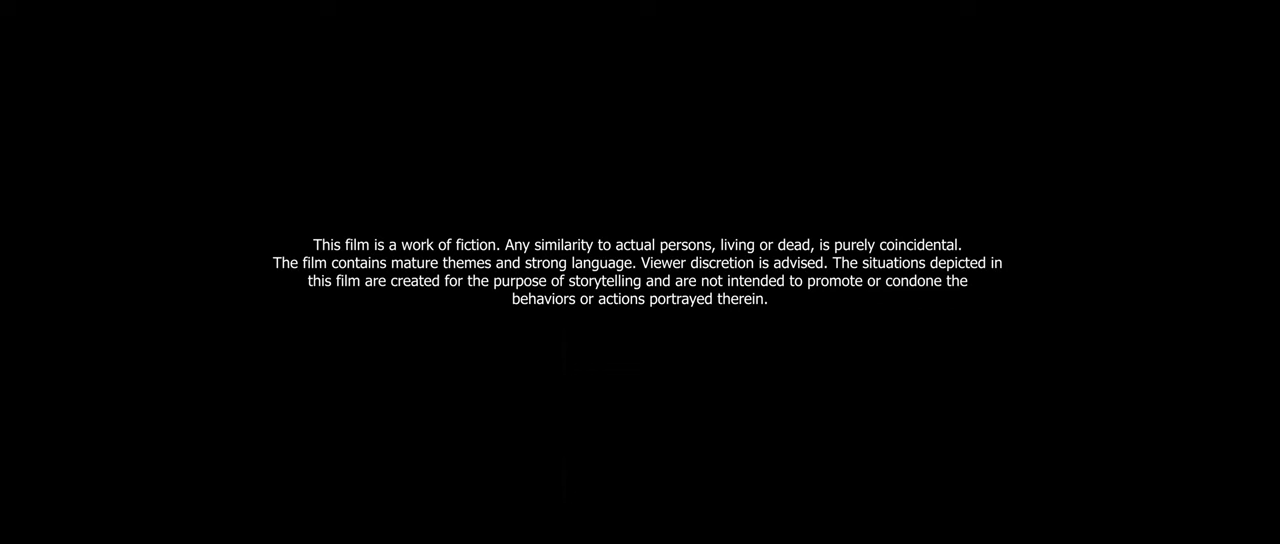 This film is a work of fiction. Any similarity to actual persons, living or dead, is purely coincidental.
The film contains mature themes and strong language. Viewer discretion is advised. The situations depicted in
this film are created for the purpose of storytelling and are not intended to promote or condone the
behaviors or actions portrayed therein.